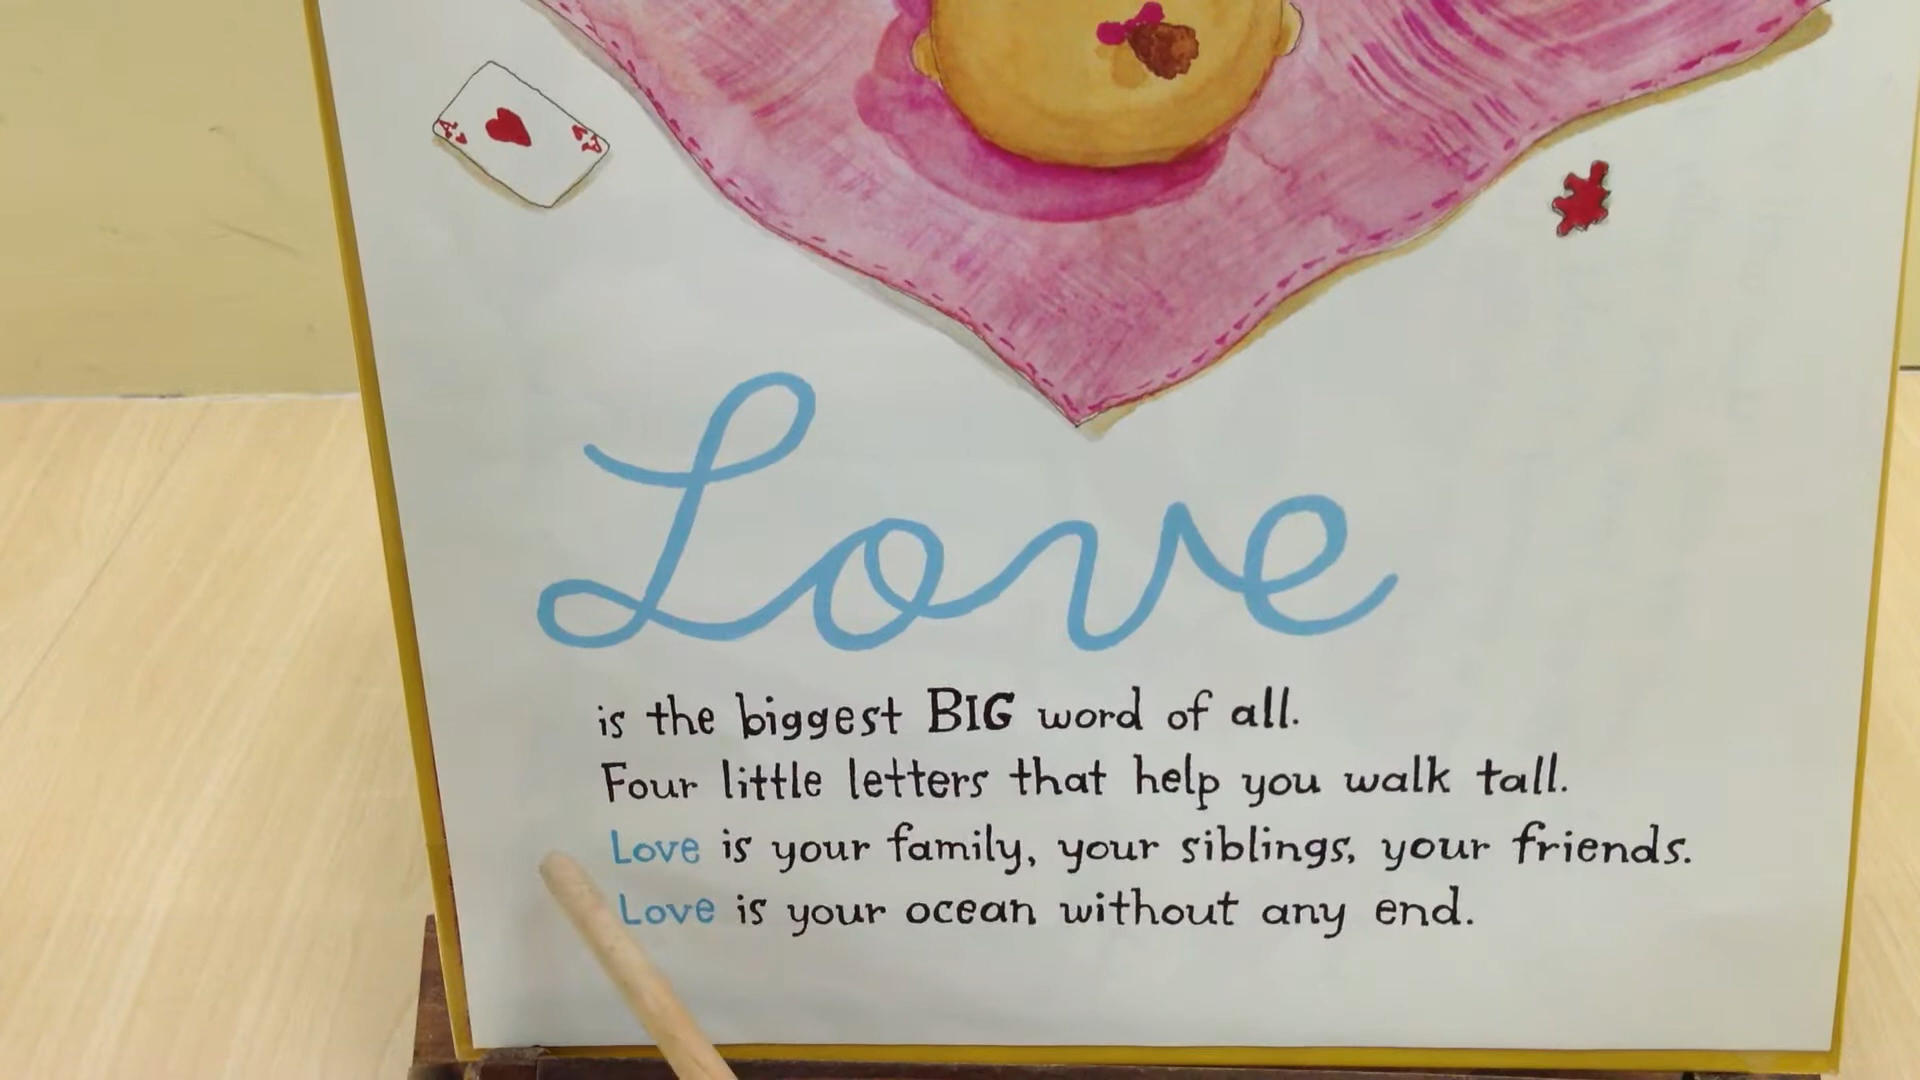 A
A
Love
is the biggest BIG word of all.
Four little letters that help you walk tall.
Love is your family, your siblings, your friends.
Love is your ocean without any end.